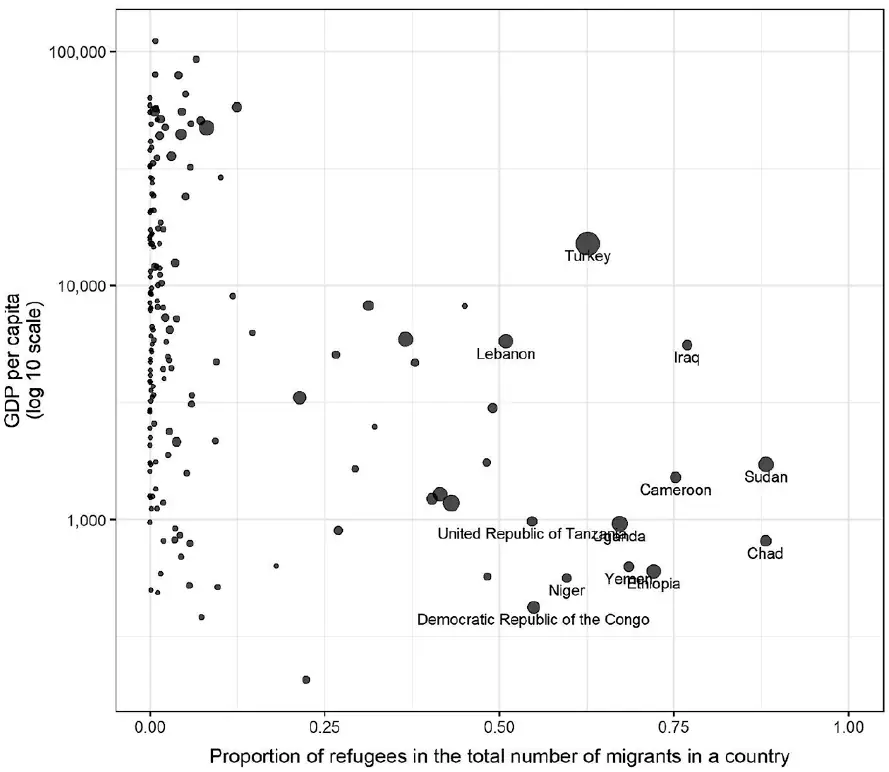 100,000
10,000
1,000
GDP per capita
(log 10 scale)
Turkey
Lebanon
Iraq
Sudan
Cameroon
United Republic of Tanzania
Uganda
Chad
Yemen
Ethiopia
Niger
Democratic Republic of the Congo
0.00
0.25
0.50
0.75
1.00
Proportion of refugees in the total number of migrants in a country